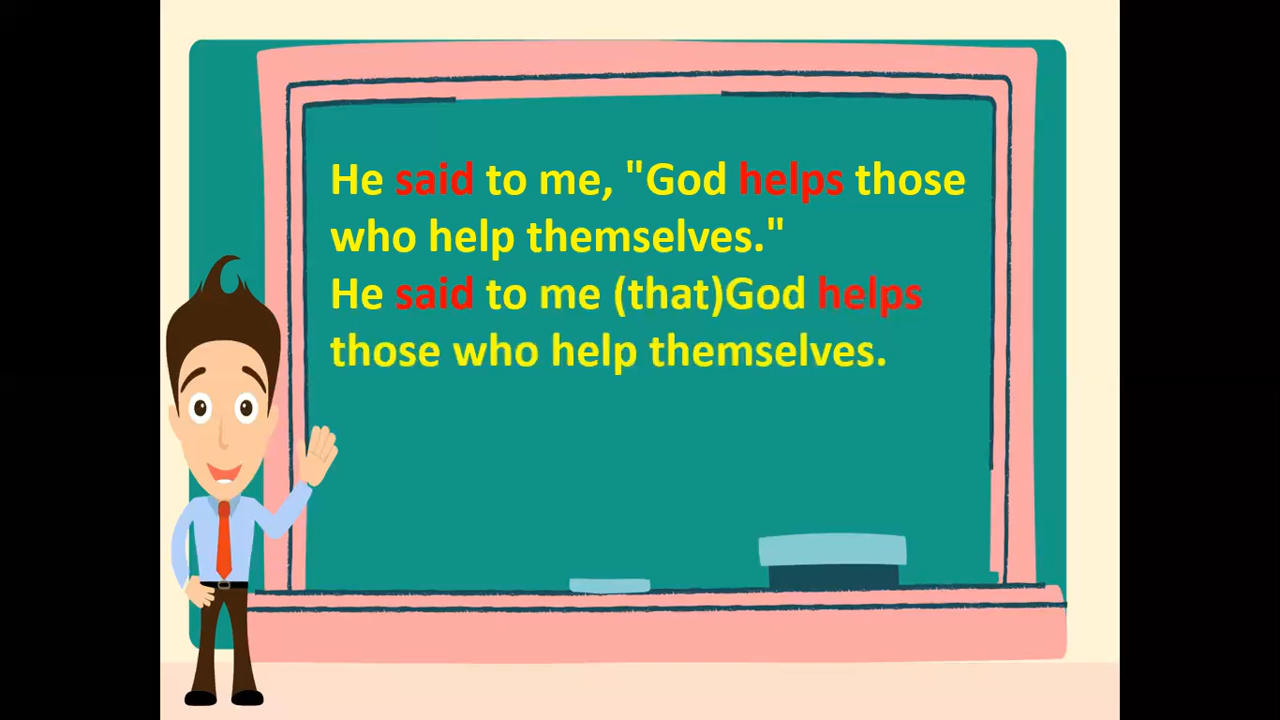 He said to me, "God helps those
who help themselves."
He said to me (that)God helps
those who help themselves.